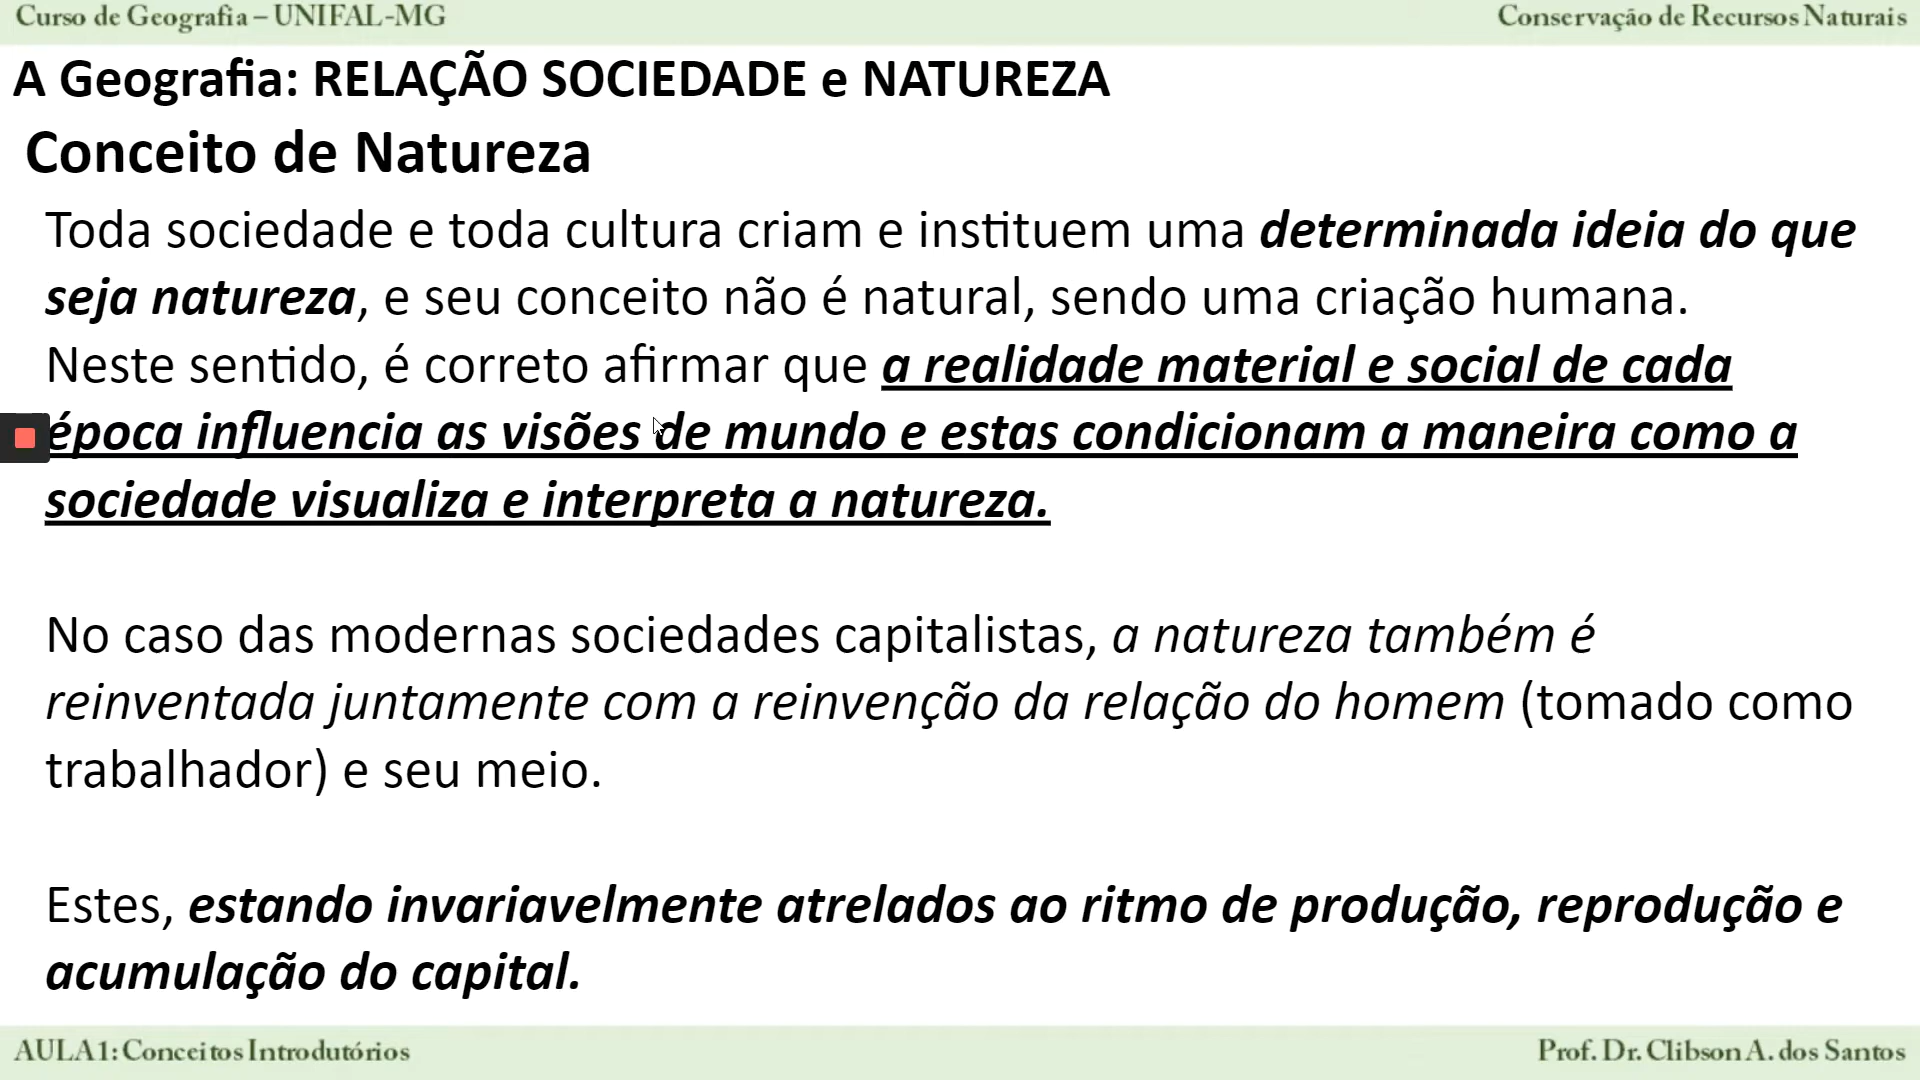 Curso de Geografia – UNIFAL-MG
Conservação de Recursos Naturais
A Geografia: RELAÇÃO SOCIEDADE e NATUREZA
Conceito de Natureza
Toda sociedade e toda cultura criam e instituem uma determinada ideia do que
seja natureza, e seu conceito não é natural, sendo uma criação humana.
Neste sentido, é correto afirmar que a realidade material e social de cada
época influencia as visões de mundo e estas condicionam a maneira como a
sociedade visualiza e interpreta a natureza.
No caso das modernas sociedades capitalistas, a natureza também é
reinventada juntamente com a reinvenção da relação do homem (tomado como
trabalhador) e seu meio.
Estes, estando invariavelmente atrelados ao ritmo de produção, reprodução e
acumulação do capital.
AULA1: Conceitos Introdutórios
Prof. Dr. Clibson A. dos Santos